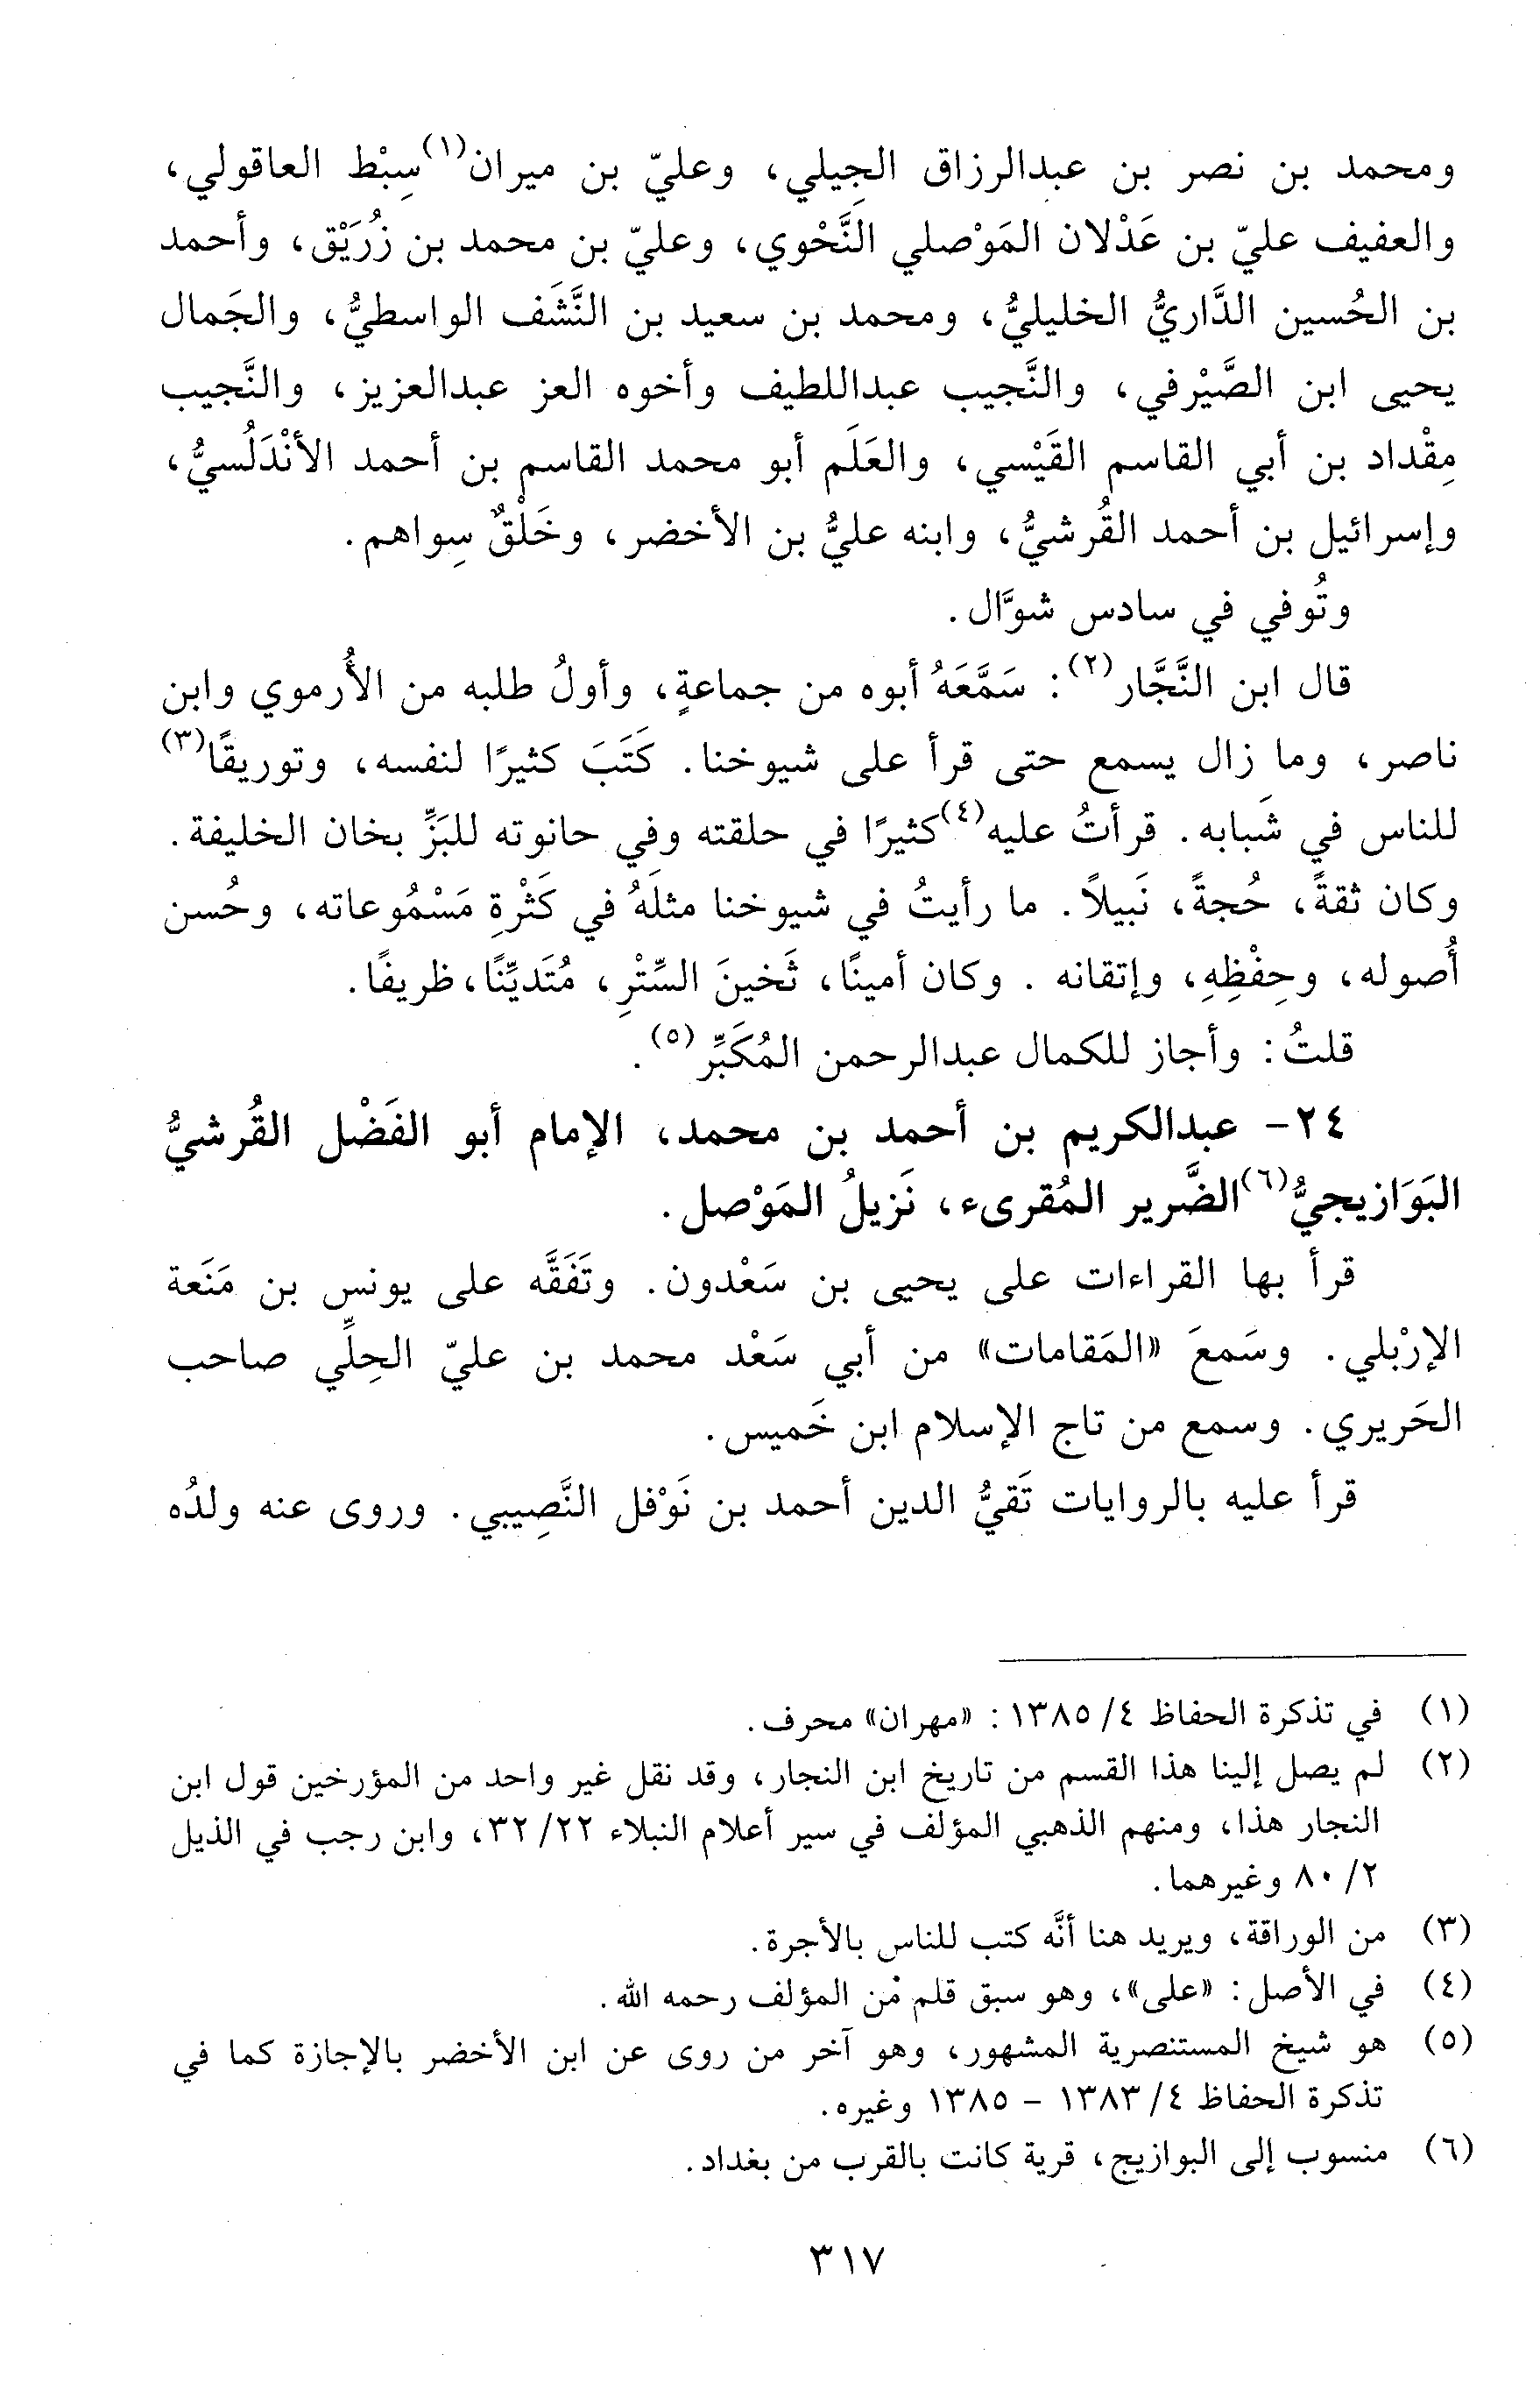 ومحمد بن نصر بن عبدالرزاق الجِيلي، وعليّ بن ميران(١) سِبْط العاقولي،
والعفيف عليّ بن عَدْلان المَوْصلي النَّحْوي، وعليّ بن محمد بن زُرَيْق، وأحمد
بن الحُسين الدَّاريُّ الخليليُّ، ومحمد بن سعيد بن النَّشَف الواسطيُّ، والجَمال
يحيى ابن الصَّيْرفي، والنَّجيب عبداللطيف وأخوه العز عبدالعزيز، والنَّجيب
مِقْداد بن أبي القاسم القَيْسي، والعَلَم أبو محمد القاسم بن أحمد الأنْدَلُسيُّ،
وإسرائيل بن أحمد القُرشيُّ، وابنه عليُّ بن الأخضر، وخَلْقٌ سِواهم.
وتُوفي في سادس شوَّال.
قال ابن النَّجَّار(٢): سَمَّعَهُ أبوه من جماعةٍ، وأولُ طلبه من الأُرموي وابن
ناصر، وما زال يسمع حتى قرأ على شيوخنا. كَتَبَ كثيرًا لنفسه، وتوريقًا(٣)
للناس في شَبابه. قرأتُ عليه(٤) كثيرًا في حلقته وفي حانوته للبَزِّ بخان الخليفة.
وكان ثقةً، حُجةً، نَبيلاً. ما رأيتُ في شيوخنا مثلَهُ في كَثْرةِ مَسْمُوعاته، وحُسن
أُصوله، وحِفْظِهِ، وإتقانه . وكان أمينًا، ثَخينَ السِّتْرِ، مُتَديِّنًا، ظريفًا.
قلتُ: وأجاز للكمال عبدالرحمن المُكَبِّر(٥).
٢٤- عبدالكريم بن أحمد بن محمد، الإمام أبو الفَضْل القُرشيُّ
البَوَازيجيُّ(٦) الضَّرير المُقرىء، نَزيلُ المَوْصل.
قرأ بها القراءات على يحيى بن سَعْدون. وتَفَقَّه على يونس بن مَنَعة
الإرْبلي. وسَمعَ «المَقامات» من أبي سَعْد محمد بن عليّ الحِلِّي صاحب
الحَريري. وسمع من تاج الإسلام ابن خَميس.
قرأ عليه بالروايات تَقيُّ الدين أحمد بن نَوْفل النَّصِيبي. وروى عنه ولدُه
(١) في تذكرة الحفاظ ٤/ ١٣٨٥ : «مهران» محرف.
(٢) لم يصل إلينا هذا القسم من تاريخ ابن النجار، وقد نقل غير واحد من المؤرخين قول ابن
النجار هذا، ومنهم الذهبي المؤلف في سير أعلام النبلاء ٢٢/ ٣٢، وابن رجب في الذيل
٢/ ٨٠ وغيرهما.
(٣) من الوراقة، ويريد هنا أنَّه كتب للناس بالأجرة.
(٤) في الأصل: «على»، وهو سبق قلم من المؤلف رحمه الله.
(٥) هو شيخ المستنصرية المشهور، وهو آخر من روى عن ابن الأخضر بالإجازة كما في
تذكرة الحفاظ ٤/ ١٣٨٣ - ١٣٨٥ وغيره.
(٦) منسوب إلى البوازيج، قرية كانت بالقرب من بغداد.
٣١٧